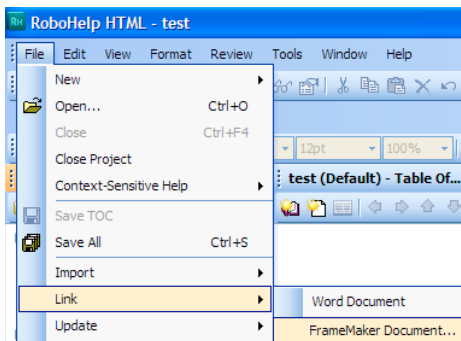 RoboHelp HTML - test
File Edit View Format Review Tools Window Help
New
Open... Ctrl+O
Close Ctrl+F4
12pt 100%
Close Project
Context-Sensitive Help
test (Default) - Table Of...
Save TOC
Save All Ctrl+S
Import
Link
Word Document
Update
FrameMaker Document...